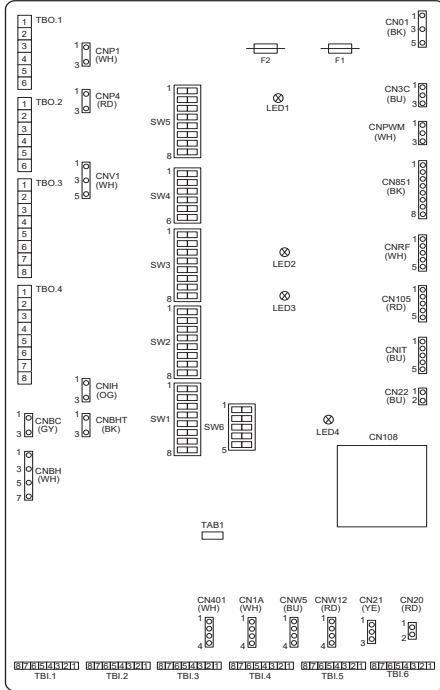 TBO.1
1
2
3
4
5
6
CNP1
(WH)
1
3
F2
F1
CN01
(BK)
1
3
5
TBO.2
1
2
3
4
5
6
CNP4
(RD)
1
3
SW5
1
8
LED1
CN3C
(BU)
1
3
CNPWM
(WH)
1
3
TBO.3
1
2
3
4
5
6
7
8
CNV1
(WH)
1
3
5
SW4
1
6
CN851
(BK)
1
8
SW3
1
8
LED2
CNRF
(WH)
1
5
TBO.4
1
2
3
4
5
6
7
8
LED3
CN105
(RD)
1
5
SW2
1
8
CNIT
(BU)
1
5
CNIH
(OG)
1
3
CN22
(BU)
1
2
CNBC
(GY)
1
3
CNBHT
(BK)
1
3
SW1
1
8
SW6
1
5
LED4
CN108
CNBH
(WH)
1
3
5
7
TAB1
CN401
(WH)
1
4
CN1A
(WH)
1
4
CNW5
(BU)
1
4
CNW12
(RD)
1
4
CN21
(YE)
1
3
CN20
(RD)
1
2
8 7 6 5 4 3 2 1
TBI.1
8 7 6 5 4 3 2 1
TBI.2
8 7 6 5 4 3 2 1
TBI.3
8 7 6 5 4 3 2 1
TBI.4
8 7 6 5 4 3 2 1
TBI.5
8 7 6 5 4 3 2 1
TBI.6